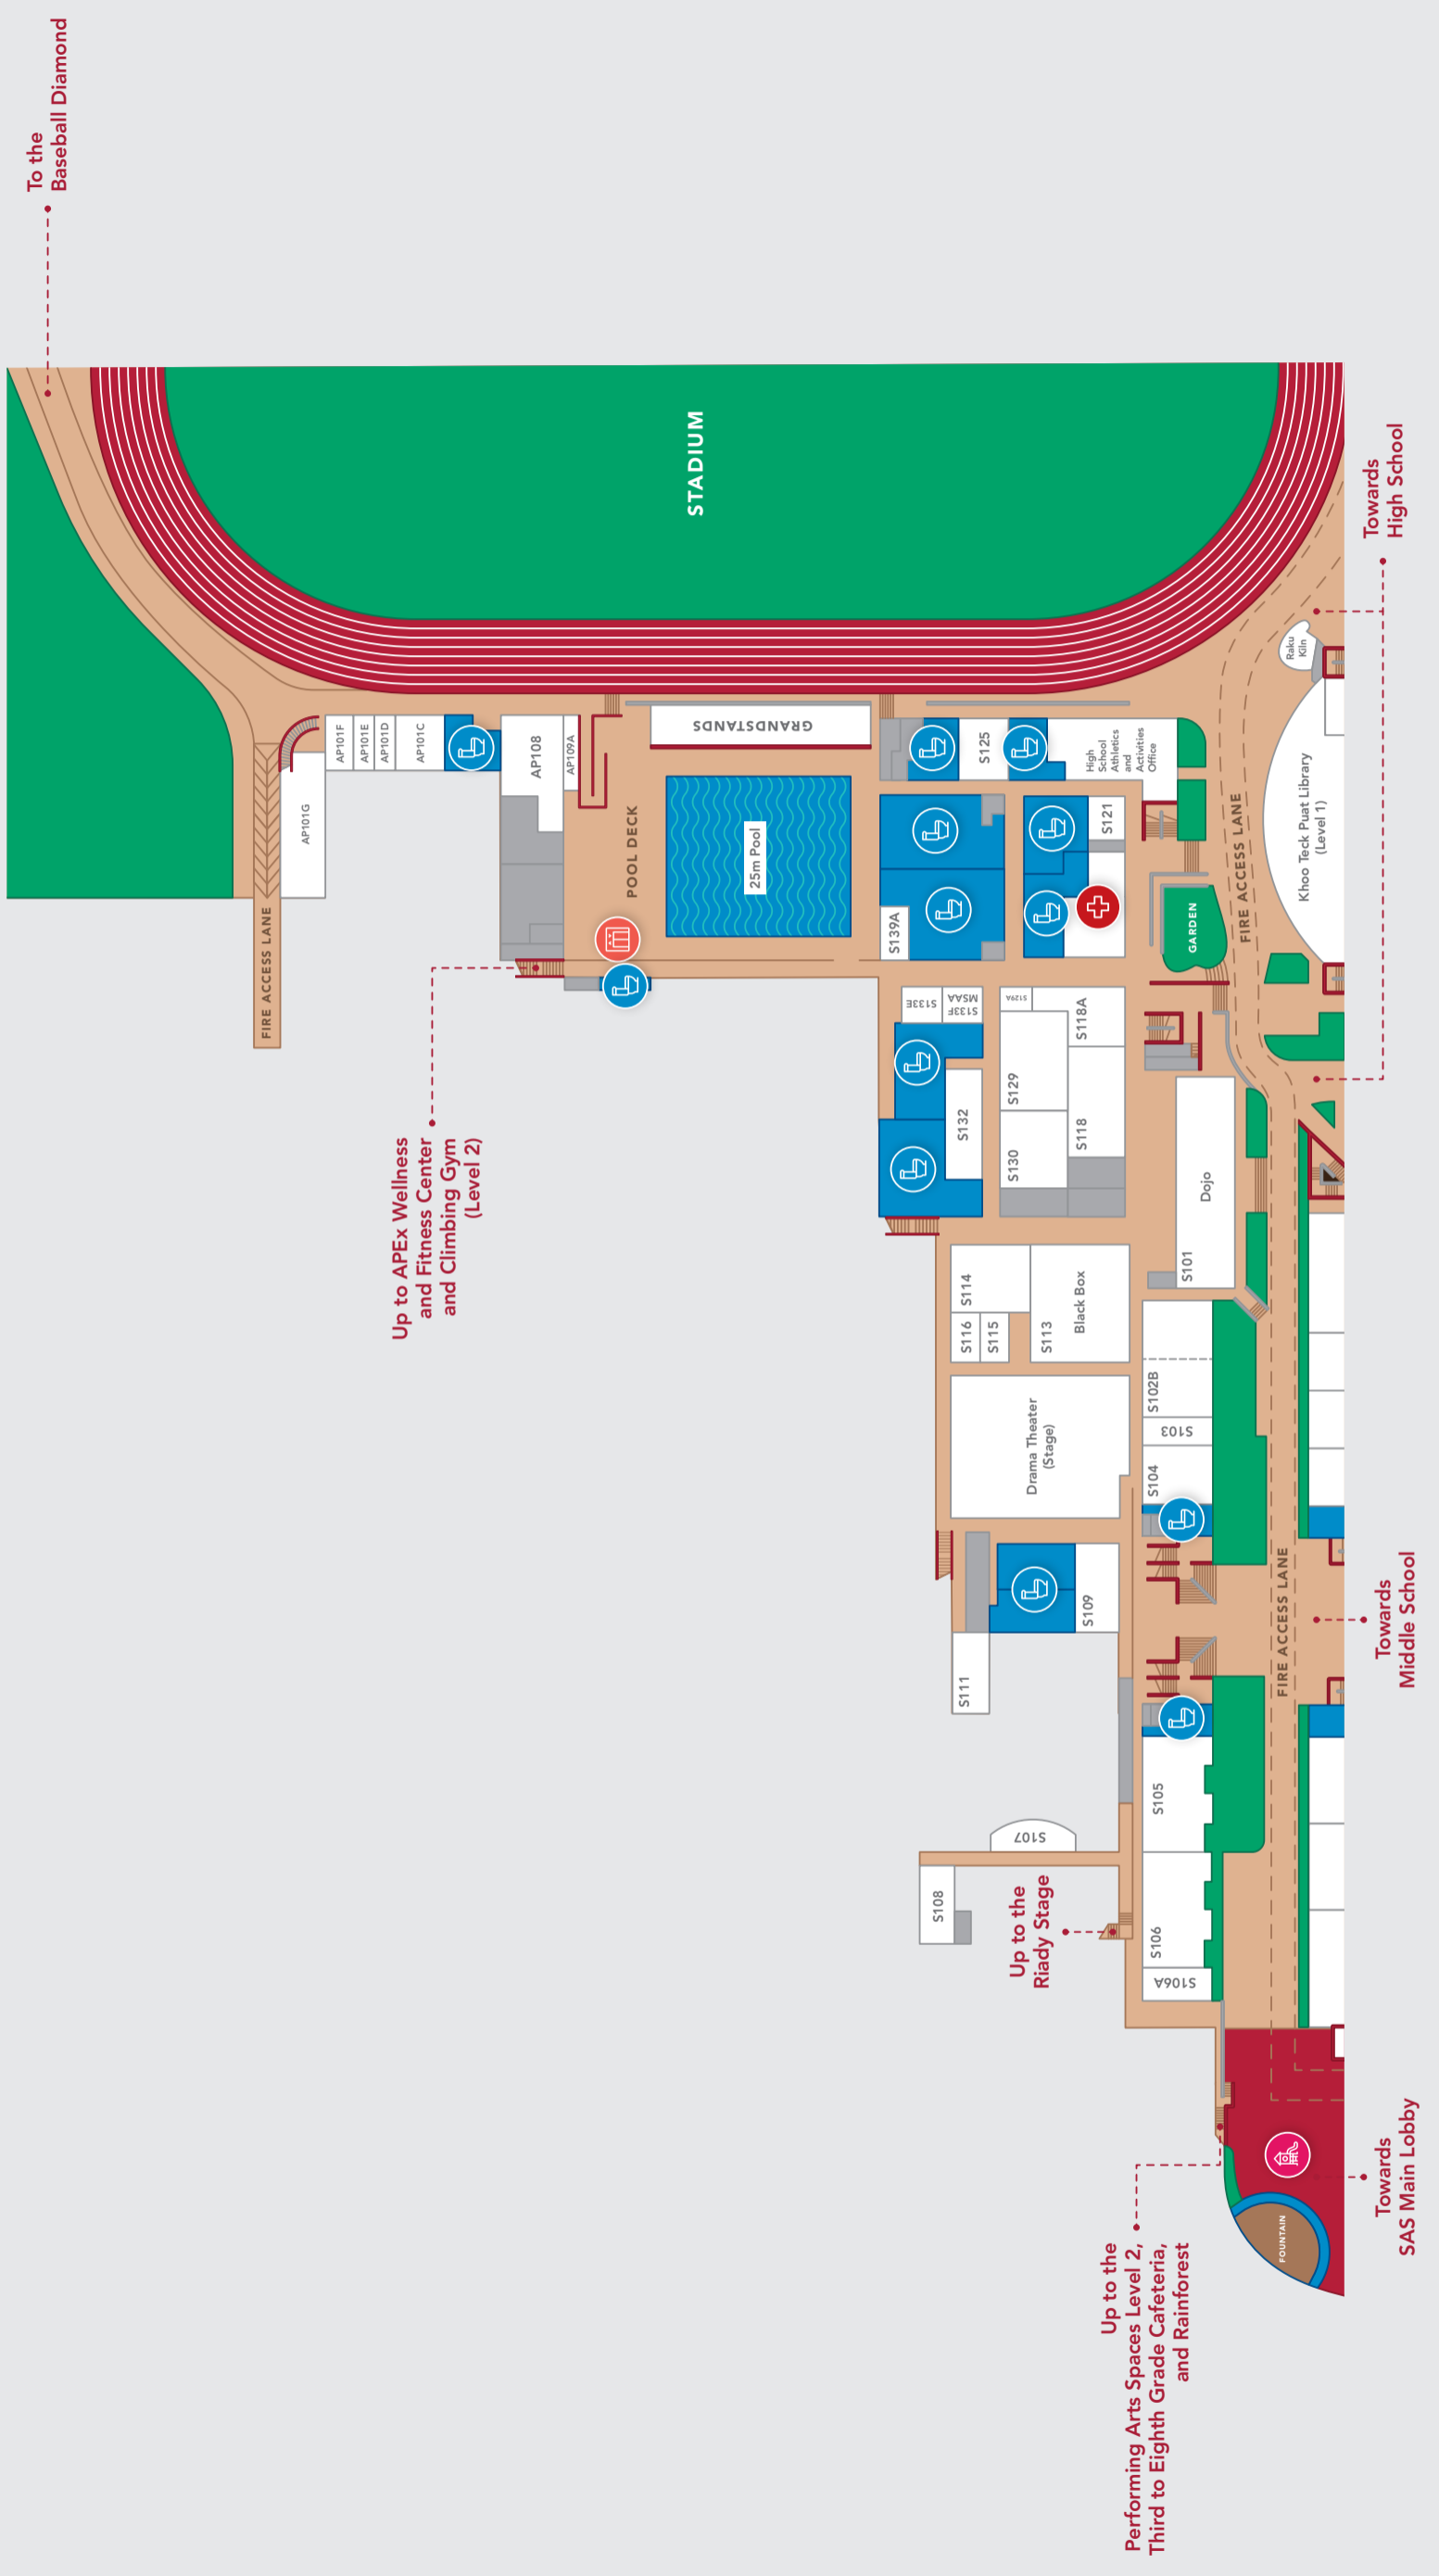 To the
Baseball Diamond
STADIUM
Towards
High School
Raku
Kiln
Khoo Teck Puat Library
(Level 1)
AP101F
AP101E
AP101D
AP101C
AP101G
AP108
AP109A
GRANDSTANDS
POOL DECK
25m Pool
S125
High
School
Athletics
and
Activities
Office
S121
S139A
GARDEN
FIRE ACCESS LANE
FIRE ACCESS LANE
Up to APEx Wellness
and Fitness Center
and Climbing Gym
(Level 2)
S133E
S133F
MSAA
S129A
S118A
S129
S132
S130
S118
Dojo
S101
S114
S116
S115
S113
Black Box
Drama Theater
(Stage)
S102B
S103
S104
S109
S111
FIRE ACCESS LANE
Towards
Middle School
S105
S107
S108
S106
S106A
Up to the
Riady Stage
Towards
SAS Main Lobby
FOUNTAIN
Up to the
Performing Arts Spaces Level 2,
Third to Eighth Grade Cafeteria,
and Rainforest